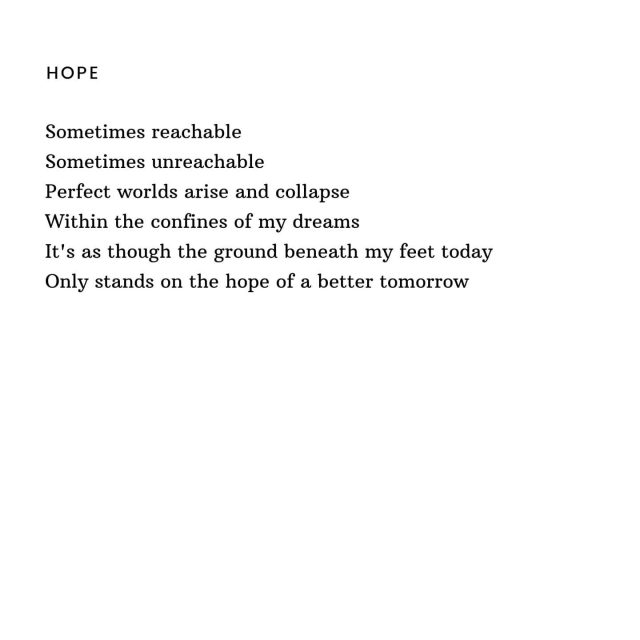 HOPE
Sometimes reachable
Sometimes unreachable
Perfect worlds arise and collapse
Within the confines of my dreams
It's as though the ground beneath my feet today
Only stands on the hope of a better tomorrow